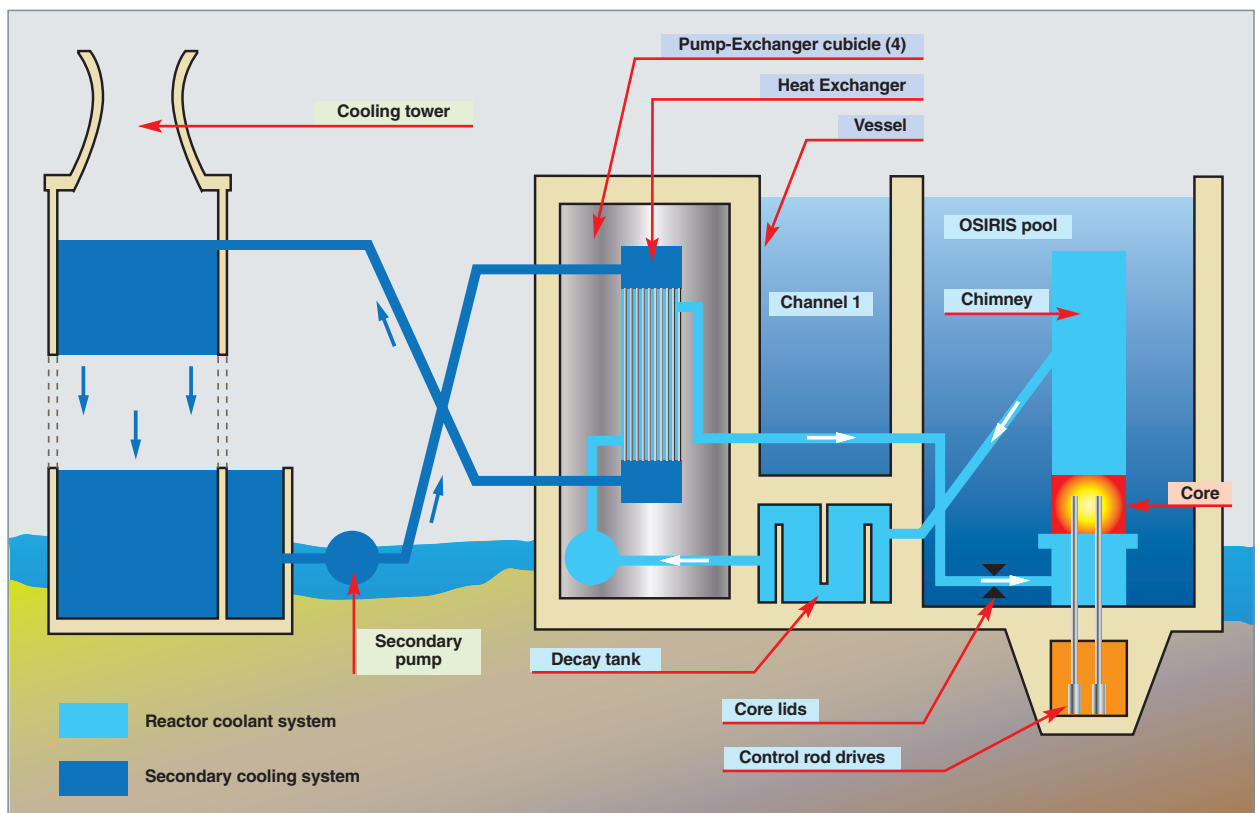 Pump-Exchanger cubicle (4)
Heat Exchanger
Cooling tower
Vessel
OSIRIS pool
Channel 1
Chimney
Core
Secondary
pump
Decay tank
Core lids
Reactor coolant system
Control rod drives
Secondary cooling system